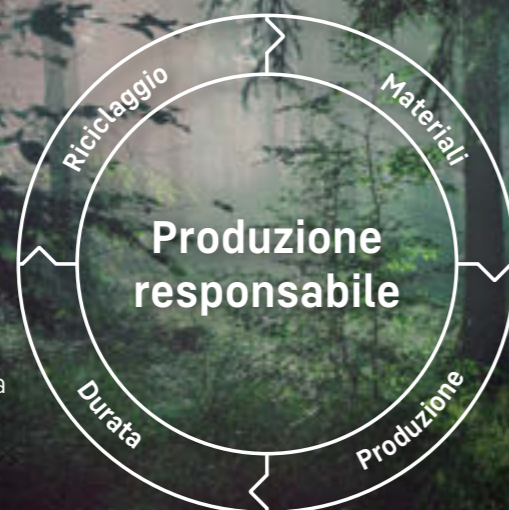 Riciclaggio
Materiali
Produzione
responsabile
a
Durata
Produzione